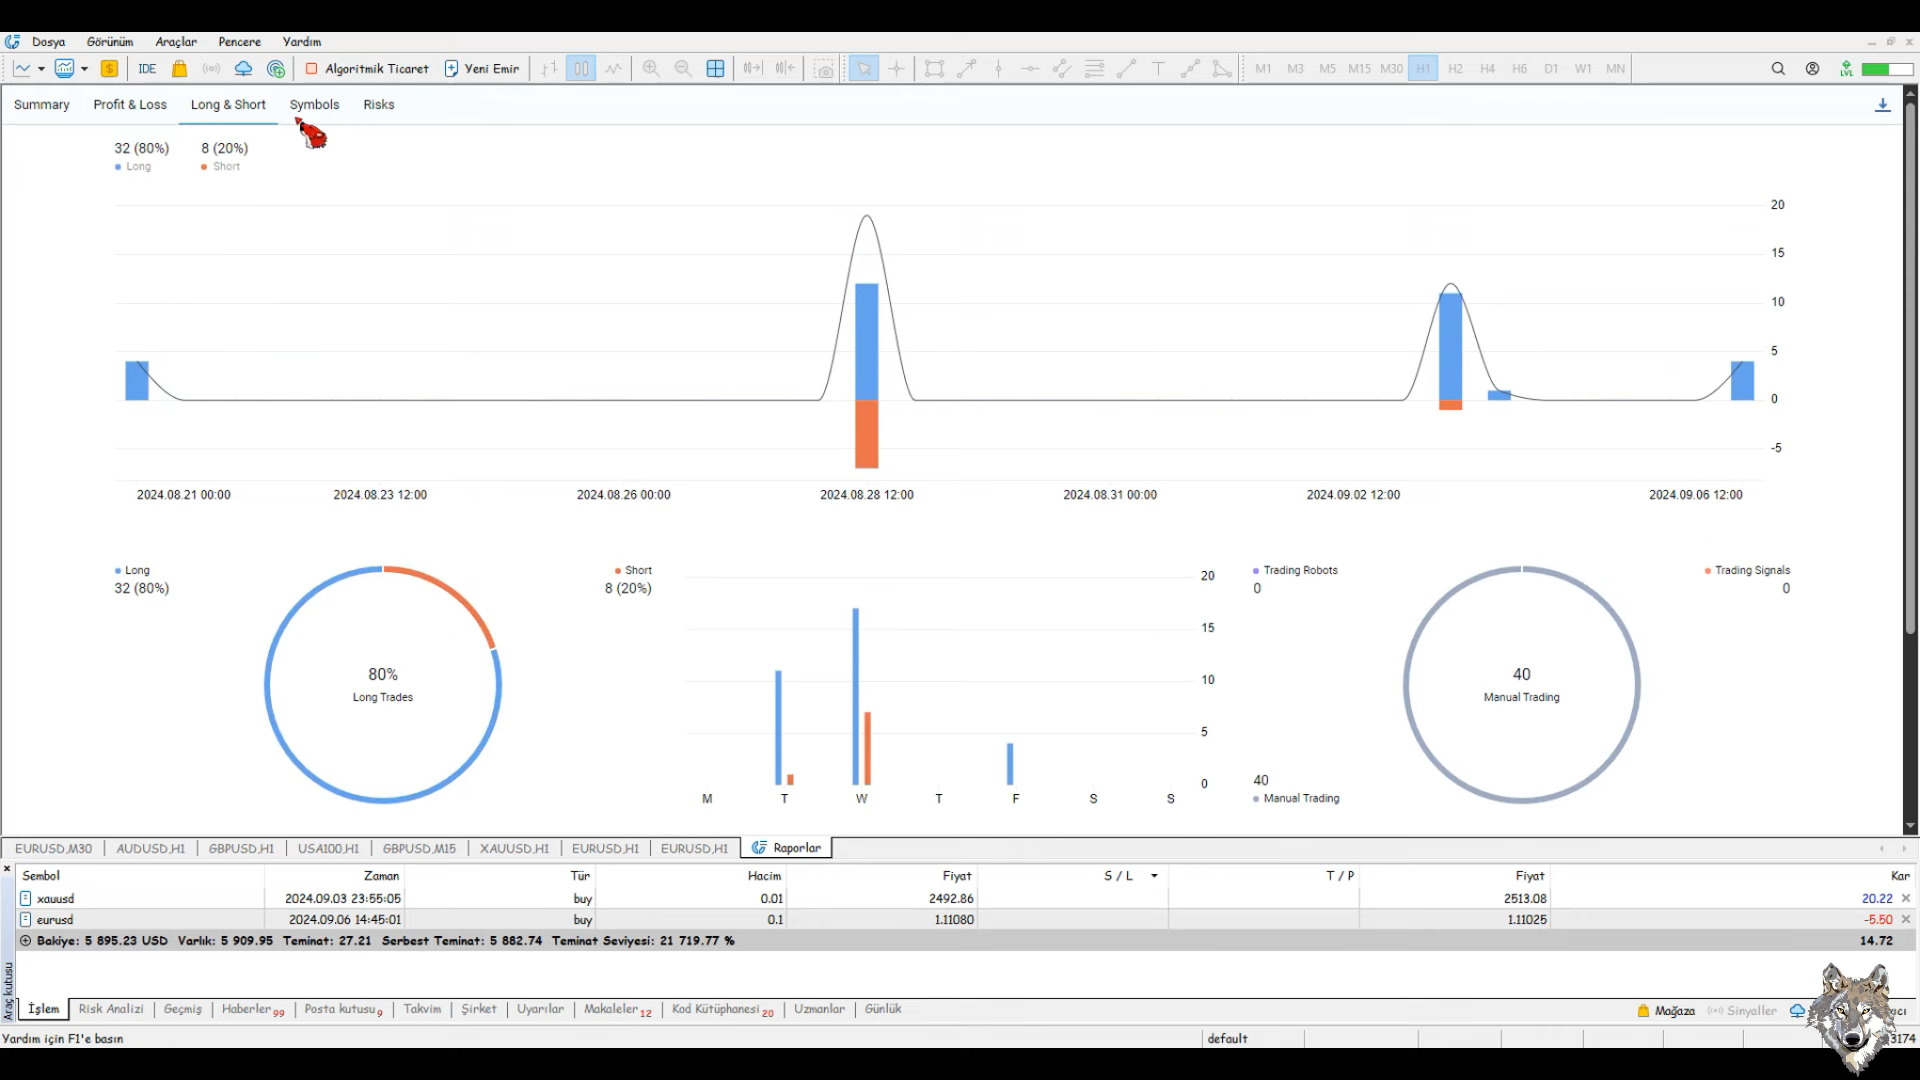 Dosya Görünüm Araçlar Pencere Yardım
IDE Algoritmik Ticaret Yeni Emir T M1 M3 M5 M15 M30 H1 H2 H4 H6 D1 W1 MN LVL
Summary Profit & Loss Long & Short Symbols Risks
32 (80%) 8 (20%)
Long Short
20
15
10
5
0
-5
2024.08.21 00:00 2024.08.23 12:00 2024.08.26 00:00 2024.08.28 12:00 2024.08.31 00:00 2024.09.02 12:00 2024.09.06 12:00
Long
32 (80%)
Short
8 (20%)
80%
Long Trades
20
15
10
5
0
M T W T F S S
Trading Robots
0
Trading Signals
0
40
Manual Trading
40
Manual Trading
EURUSD,M30 AUDUSD,H1 GBPUSD,H1 USA100,H1 GBPUSD,M15 XAUUSD,H1 EURUSD,H1 EURUSD,H1 Raporlar
Sembol Zaman Tür Hacim Fiyat S / L T / P Fiyat Kar
xauusd 2024.09.03 23:55:05 buy 0.01 2492.86 2513.08 20.22
eurusd 2024.09.06 14:45:01 buy 0.1 1.11080 1.11025 -5.50
Bakiye: 5 895.23 USD Varlık: 5 909.95 Teminat: 27.21 Serbest Teminat: 5 882.74 Teminat Seviyesi: 21 719.77 % 14.72
Araç kutusu
İşlem Risk Analizi Geçmiş Haberler 99 Posta kutusu 9 Takvim Şirket Uyarılar Makaleler 12 Kod Kütüphanesi 20 Uzmanlar Günlük Mağaza Sinyaller
Yardım için F1'e basın default